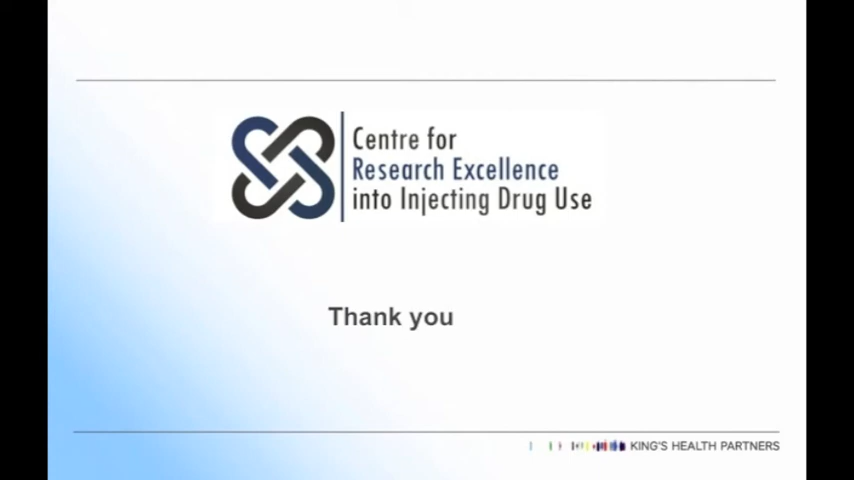 Centre for
Research Excellence
into Injecting Drug Use
Thank you
KING'S HEALTH PARTNERS